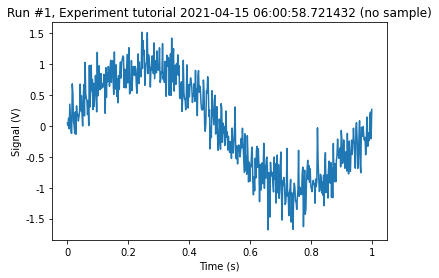 Run #1, Experiment tutorial 2021-04-15 06:00:58.721432 (no sample)
1.5
1
0.5
0
-0.5
-1
-1.5
Signal (V)
0 0.2 0.4 0.6 0.8 1
Time (s)